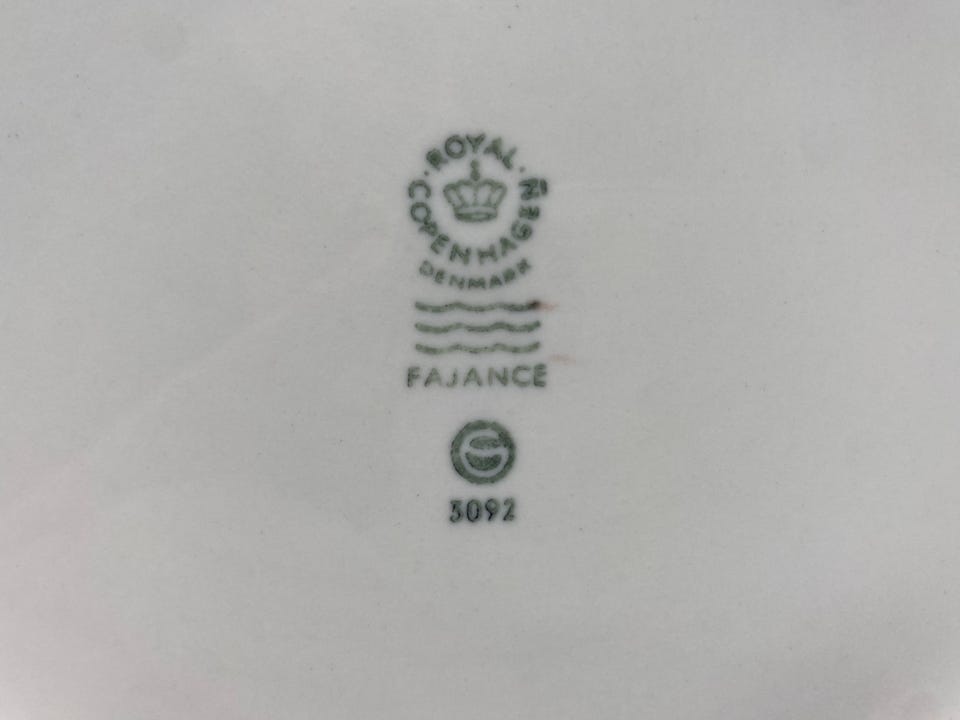 ROYAL
COPENHAGEN
DENMARK
FAJANCE
3092